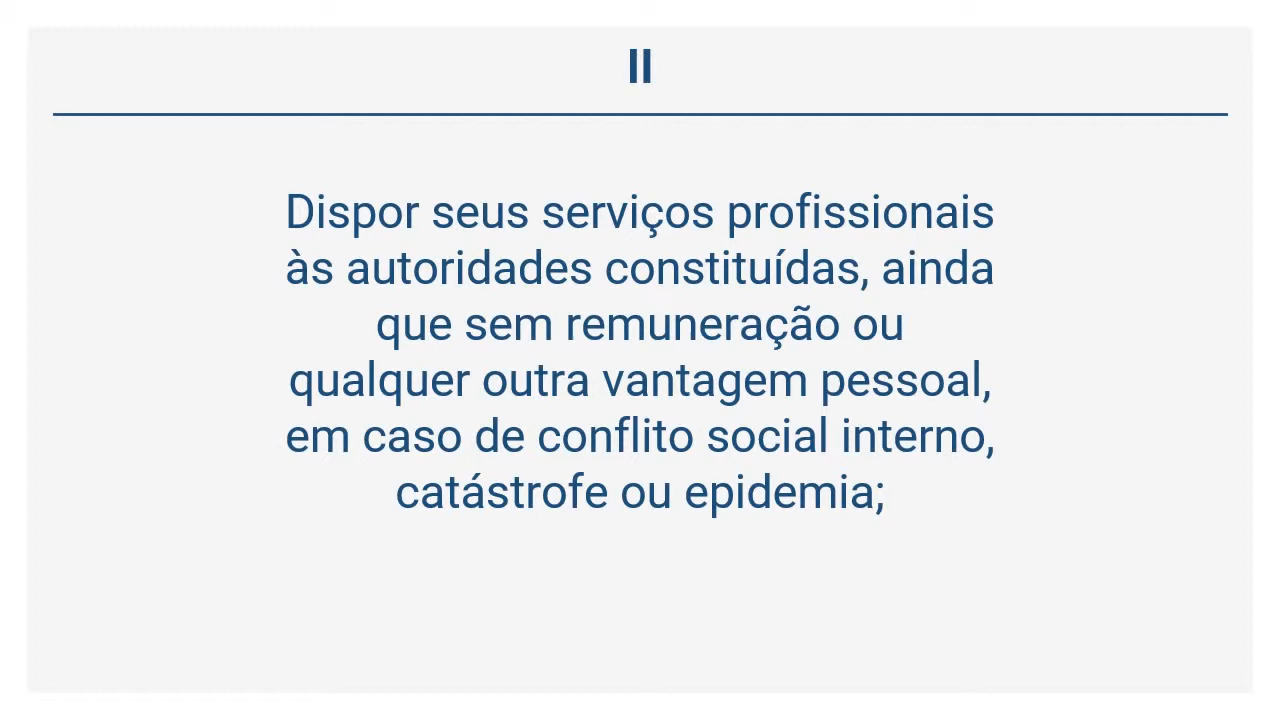 II
Dispor seus serviços profissionais
às autoridades constituídas, ainda
que sem remuneração ou
qualquer outra vantagem pessoal,
em caso de conflito social interno,
catástrofe ou epidemia;